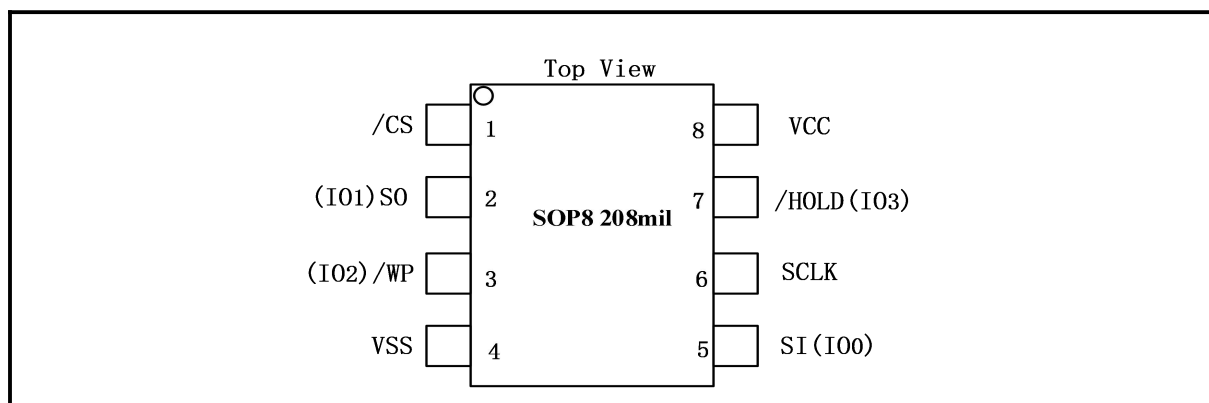 Top View
/CS 1 8 VCC
(IO1)SO 2 7 /HOLD(IO3)
SOP8 208mil
(IO2)/WP 3 6 SCLK
VSS 4 5 SI(IO0)